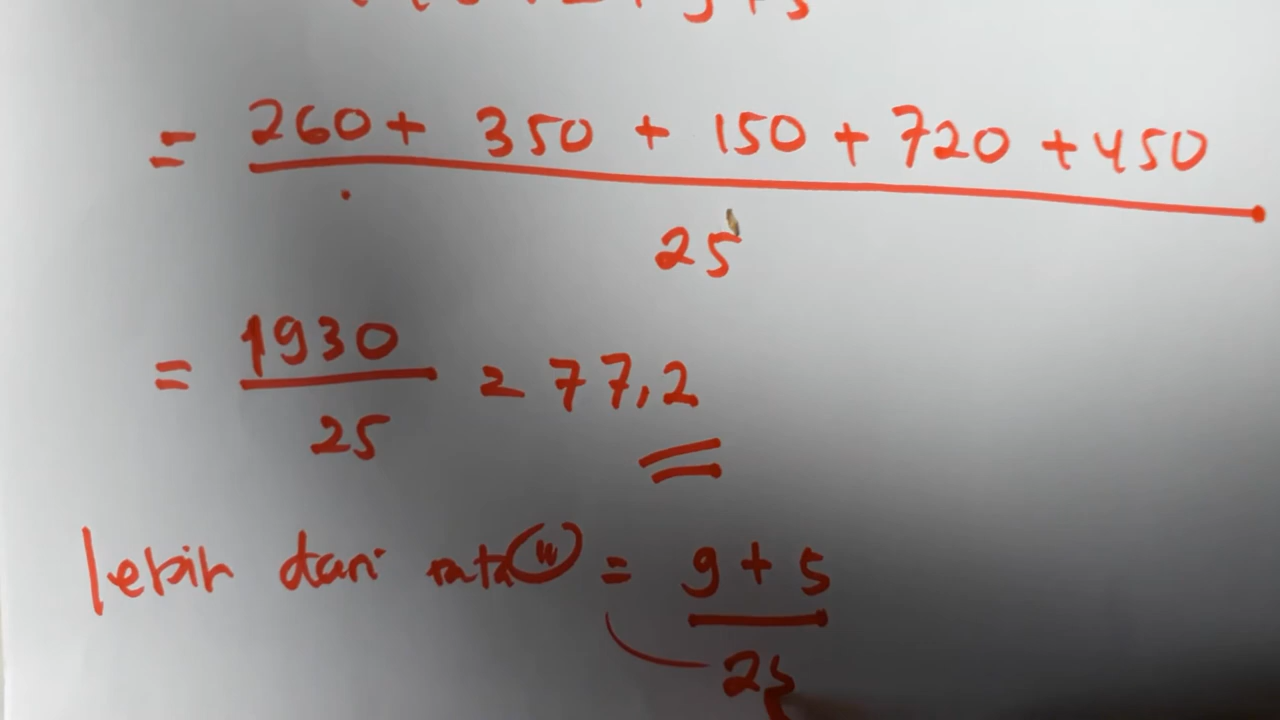 = 260 + 350 + 150 + 720 + 450
25
= 1930
25
= 77,2
lebih dari rata" = 9 + 5
25